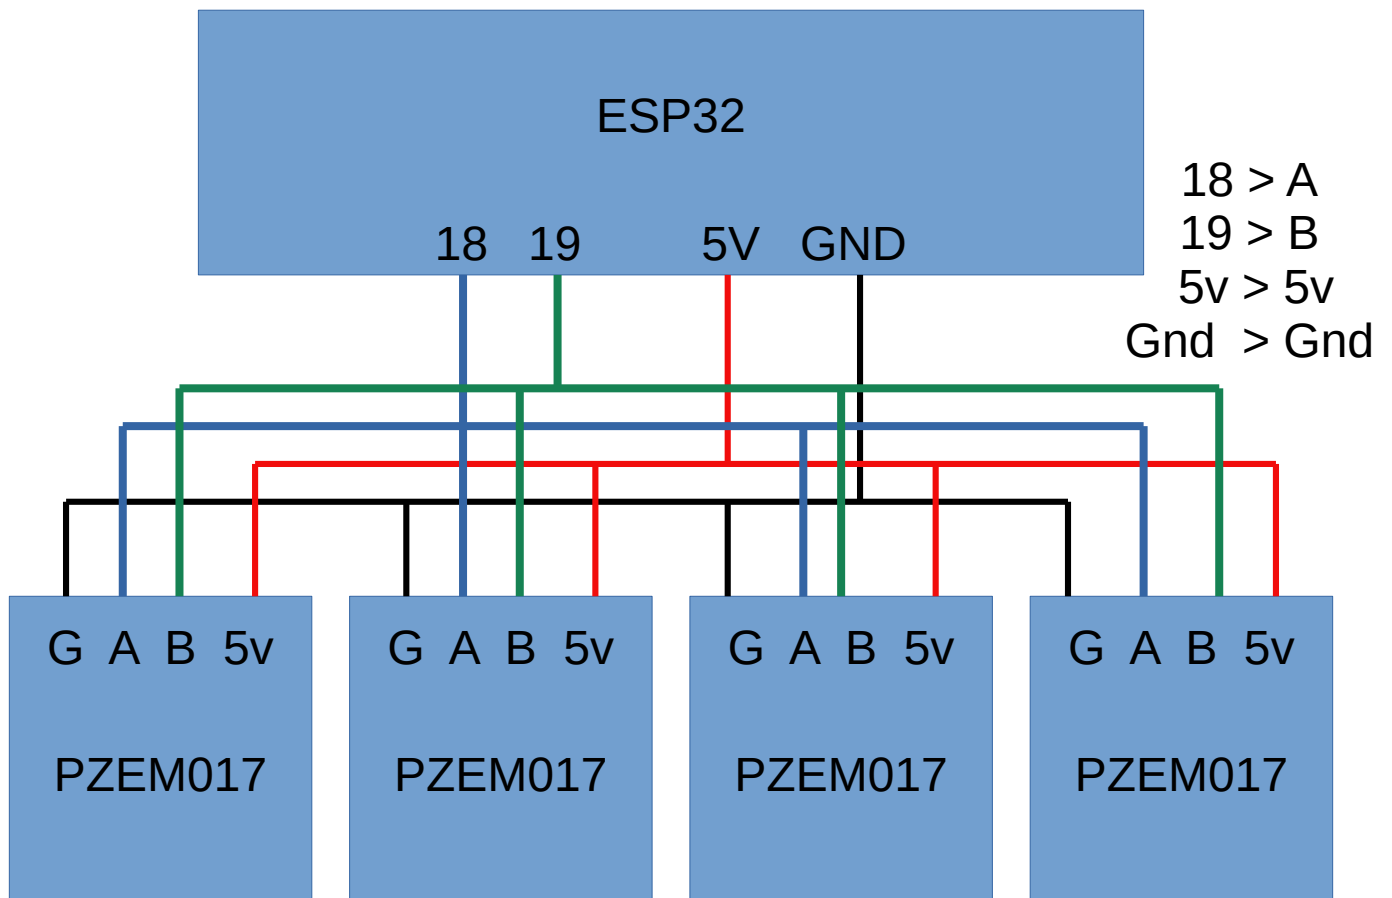 ESP32
18 > A
19 > B
5v > 5v
Gnd > Gnd
18 19 5V GND
G A B 5v
PZEM017
G A B 5v
PZEM017
G A B 5v
PZEM017
G A B 5v
PZEM017